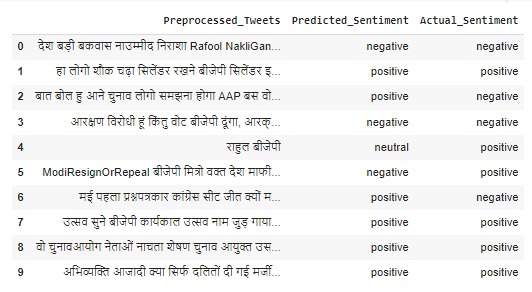 Preprocessed_Tweets Predicted_Sentiment Actual_Sentiment
0 देश बड़ी बकवास नाउम्मीद निराशा Rafool NakliGan... negative negative
1 हा लोगो शौक चढ़ा सिलेंडर रखने बीजेपी सिलेंडर इ... positive positive
2 बात बोल हु आने चुनाव लोगो समझना होगा AAP बस वो... positive negative
3 आरक्षण विरोधी हूं किंतु वोट बीजेपी दूंगा, आरक्... negative negative
4 राहुल बीजेपी neutral positive
5 ModiResignOrRepeal बीजेपी मित्रो वक्त देश माफी... negative positive
6 मई पहला प्रश्नपत्रकार कांग्रेस सीट जीत क्यों म... positive negative
7 उत्सव सुने बीजेपी कार्यकाल उत्सव नाम जुड़ गाया... positive positive
8 वो चुनावआयोग नेताओं नाचता शेषण चुनाव आयुक्त उस... positive positive
9 अभिव्यक्ति आजादी क्या सिर्फ दलितों दी गई मर्जी... positive positive